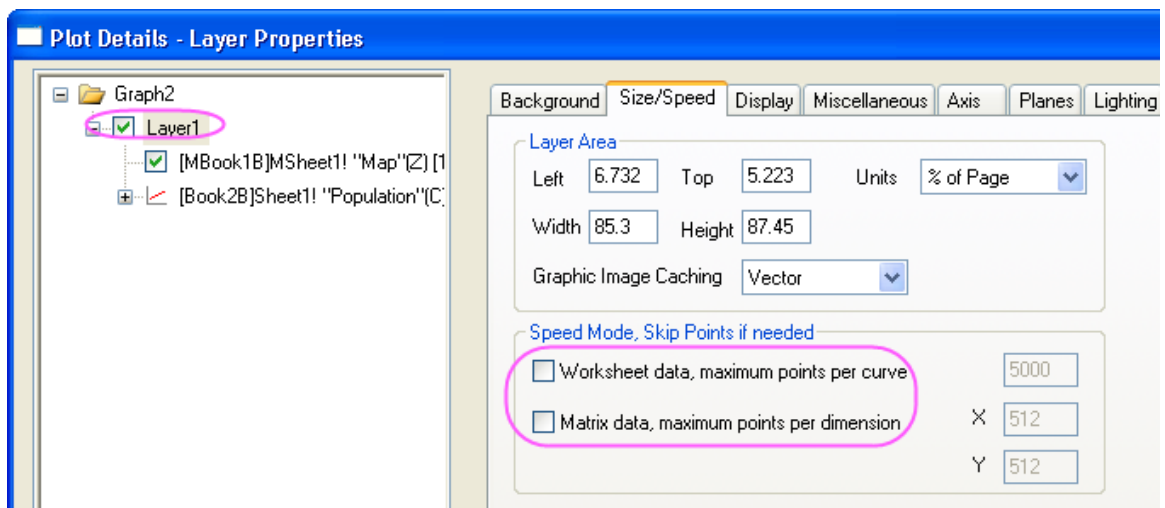 Plot Details - Layer Properties
Graph2
Layer1
[MBook1B]MSheet1! "Map"(Z) [1
[Book2B]Sheet1! "Population"(C)
Background Size/Speed Display Miscellaneous Axis Planes Lighting
Layer Area
Left 6.732 Top 5.223 Units % of Page
Width 85.3 Height 87.45
Graphic Image Caching Vector
Speed Mode, Skip Points if needed
Worksheet data, maximum points per curve 5000
Matrix data, maximum points per dimension X 512
Y 512